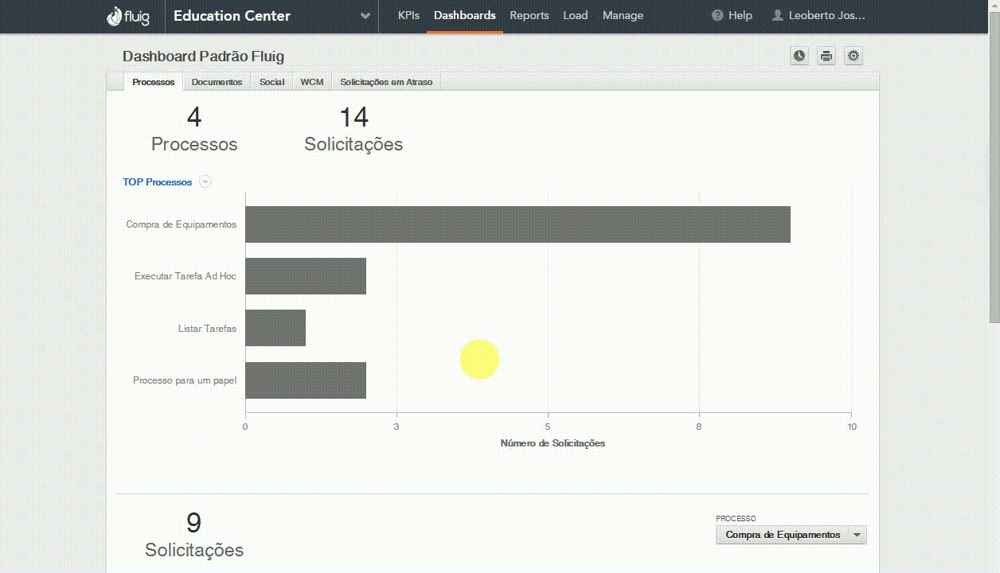 fluig Education Center KPIs Dashboards Reports Load Manage Help Leoberto Jos...
Dashboard Padrão Fluig
Processos Documentos Social WCM Solicitações em Atraso
4 14
Processos Solicitações
TOP Processos
Compra de Equipamentos
Executar Tarefa Ad Hoc
Listar Tarefas
Processo para um papel
0 3 5 8 10
Número de Solicitações
9
Solicitações
PROCESSO
Compra de Equipamentos